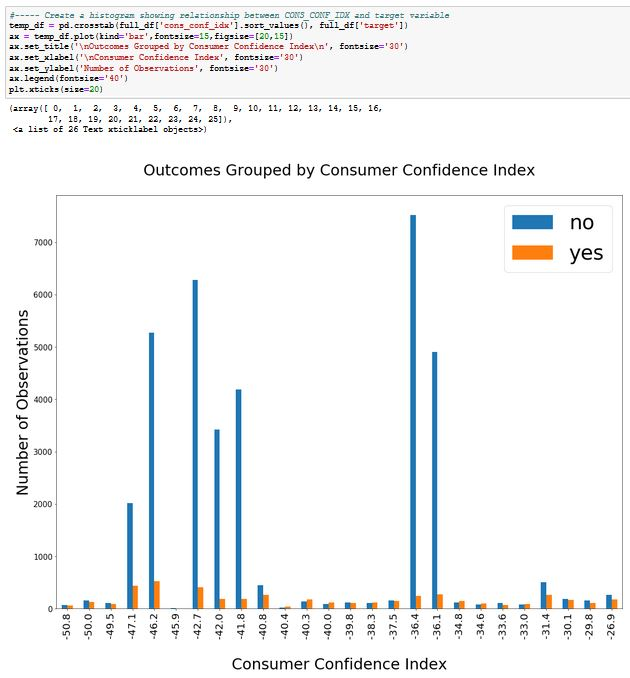 #----- Create a histogram showing relationship between CONS_CONF_IDX and target variable
temp_df = pd.crosstab(full_df['cons_conf_idx'].sort_values(), full_df['target'])
ax = temp_df.plot(kind='bar',fontsize=15,figsize=[20,15])
ax.set_title('\nOutcomes Grouped by Consumer Confidence Index\n', fontsize='30')
ax.set_xlabel('\nConsumer Confidence Index', fontsize='30')
ax.set_ylabel('Number of Observations', fontsize='30')
ax.legend(fontsize='40')
plt.xticks(size=20)
(array([ 0,  1,  2,  3,  4,  5,  6,  7,  8,  9, 10, 11, 12, 13, 14, 15, 16,
17, 18, 19, 20, 21, 22, 23, 24, 25]),
<a list of 26 Text xticklabel objects>)
Outcomes Grouped by Consumer Confidence Index
no
yes
Number of Observations
7000
6000
5000
4000
3000
2000
1000
0
-50.8
-50.0
-49.5
-47.1
-46.2
-45.9
-42.7
-42.0
-41.8
-40.8
-40.4
-40.3
-40.0
-39.8
-38.3
-37.5
-36.4
-36.1
-34.8
-34.6
-33.6
-33.0
-31.4
-30.1
-29.8
-26.9
Consumer Confidence Index